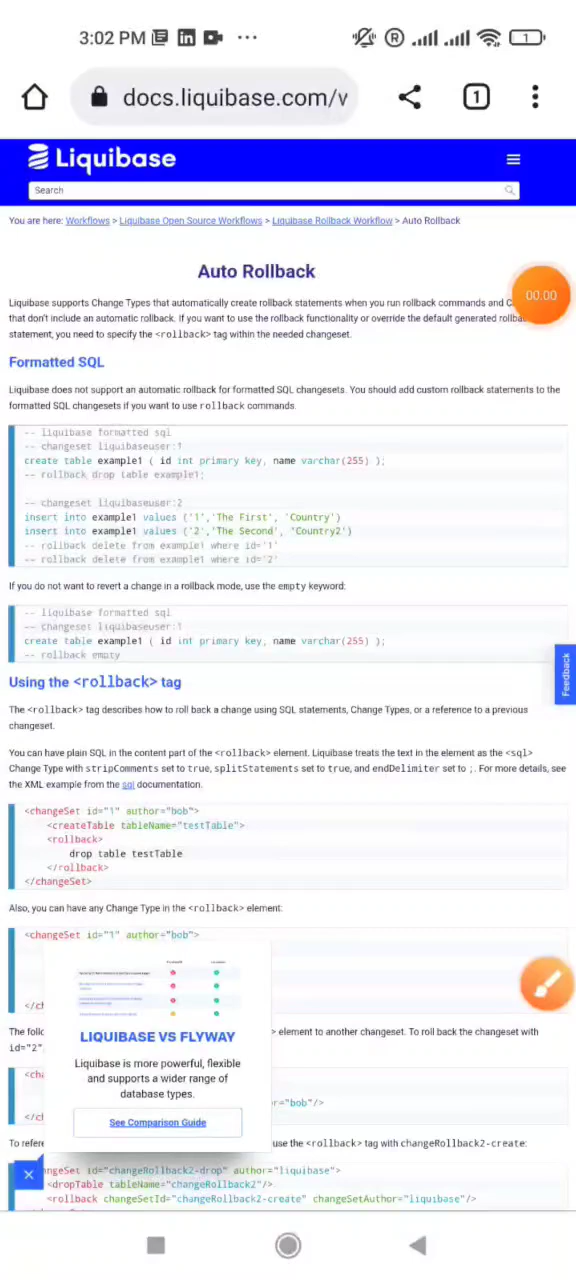 3:02 PM
1
docs.liquibase.com/v
1
Liquibase
Search
You are here: Workflows > Liquibase Open Source Workflows > Liquibase Rollback Workflow > Auto Rollback
Auto Rollback
00:00
Liquibase supports Change Types that automatically create rollback statements when you run rollback commands and C
that don't include an automatic rollback. If you want to use the rollback functionality or override the default generated rollba
statement, you need to specify the <rollback> tag within the needed changeset.
Formatted SQL
Liquibase does not support an automatic rollback for formatted SQL changesets. You should add custom rollback statements to the
formatted SQL changesets if you want to use rollback commands.
-- liquibase formatted sql
-- changeset liquibaseuser:1
create table example1 ( id int primary key, name varchar(255) );
-- rollback drop table example1;
-- changeset liquibaseuser:2
insert into example1 values ('1','The First', 'Country')
insert into example1 values ('2','The Second', 'Country2')
-- rollback delete from example1 where id='1'
-- rollback delete from example1 where id='2'
If you do not want to revert a change in a rollback mode, use the empty keyword:
-- liquibase formatted sql
-- changeset liquibaseuser:1
create table example1 ( id int primary key, name varchar(255) );
-- rollback empty
Feedback
Using the <rollback> tag
The <rollback> tag describes how to roll back a change using SQL statements, Change Types, or a reference to a previous
changeset.
You can have plain SQL in the content part of the <rollback> element. Liquibase treats the text in the element as the <sql>
Change Type with stripComments set to true, splitStatements set to true, and endDelimiter set to ;. For more details, see
the XML example from the sql documentation.
<changeSet id="1" author="bob">
<createTable tableName="testTable">
<rollback>
drop table testTable
</rollback>
</changeSet>
Also, you can have any Change Type in the <rollback> element:
<changeSet id="1" author="bob">
</cl
The follo
> element to another changeset. To roll back the changeset with
id="2",
<cha
r="bob"/>
</cl
LIQUIBASE VS FLYWAY
Liquibase is more powerful, flexible
and supports a wider range of
database types.
See Comparison Guide
To refere
use the <rollback> tag with changeRollback2-create:
ngeSet id="changeRollback2-drop" author="liquibase">
<dropTable tableName="changeRollback2"/>
<rollback changeSetId="changeRollback2-create" changeSetAuthor="liquibase"/>